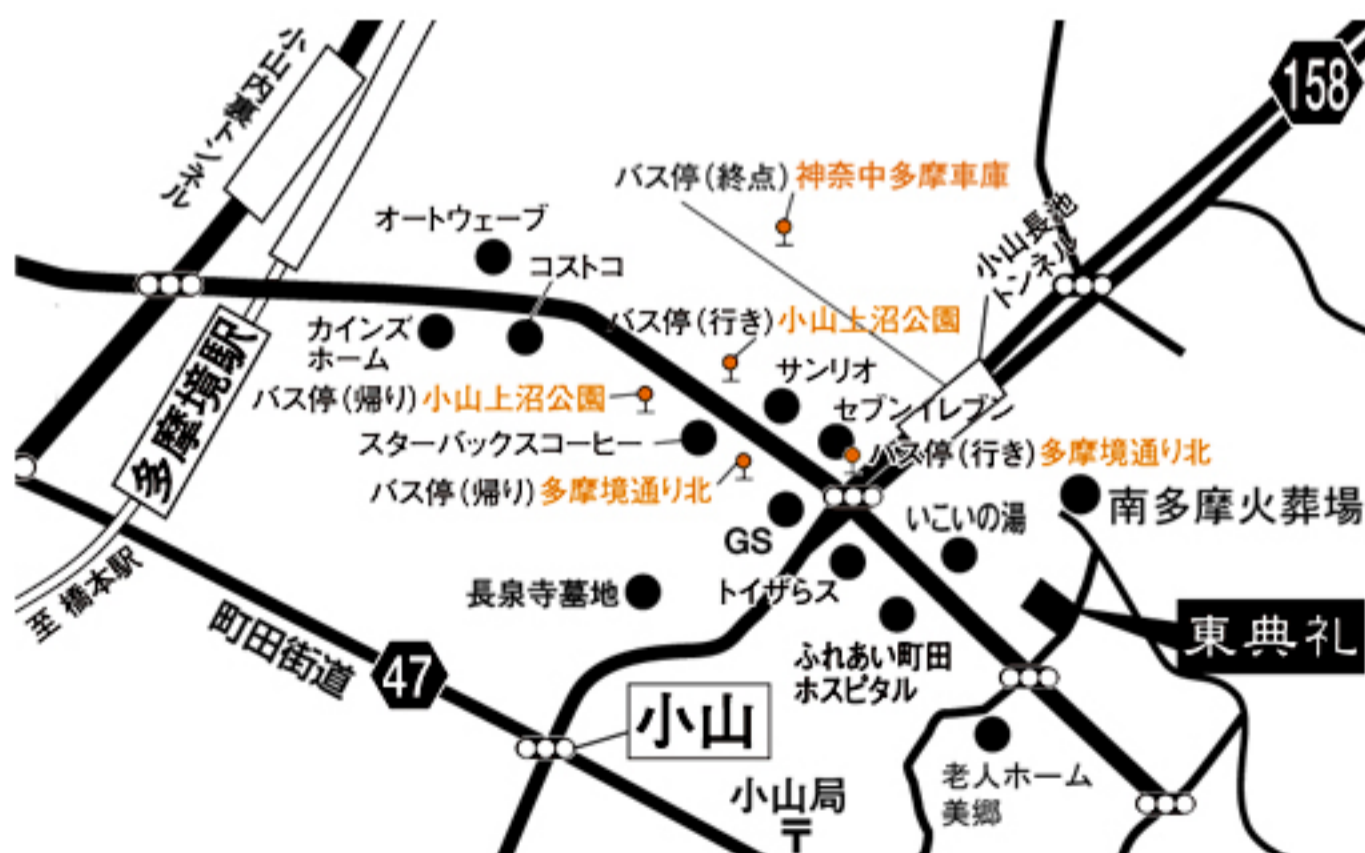 小山内裏トンネル
158
バス停(終点)神奈中多摩車庫
オートウェーブ
小山長池
トンネル
コストコ
カインズ
ホーム
バス停(行き)小山上沼公園
多摩境駅
サンリオ
バス停(帰り)小山上沼公園
セブンイレブン
スターバックスコーヒー
バス停(行き)多摩境通り北
バス停(帰り)多摩境通り北
南多摩火葬場
いこいの湯
GS
至 橋本駅
長泉寺墓地
トイザらス
町田街道
47
東典礼
ふれあい町田
ホスピタル
小山
老人ホーム
美郷
小山局
〒